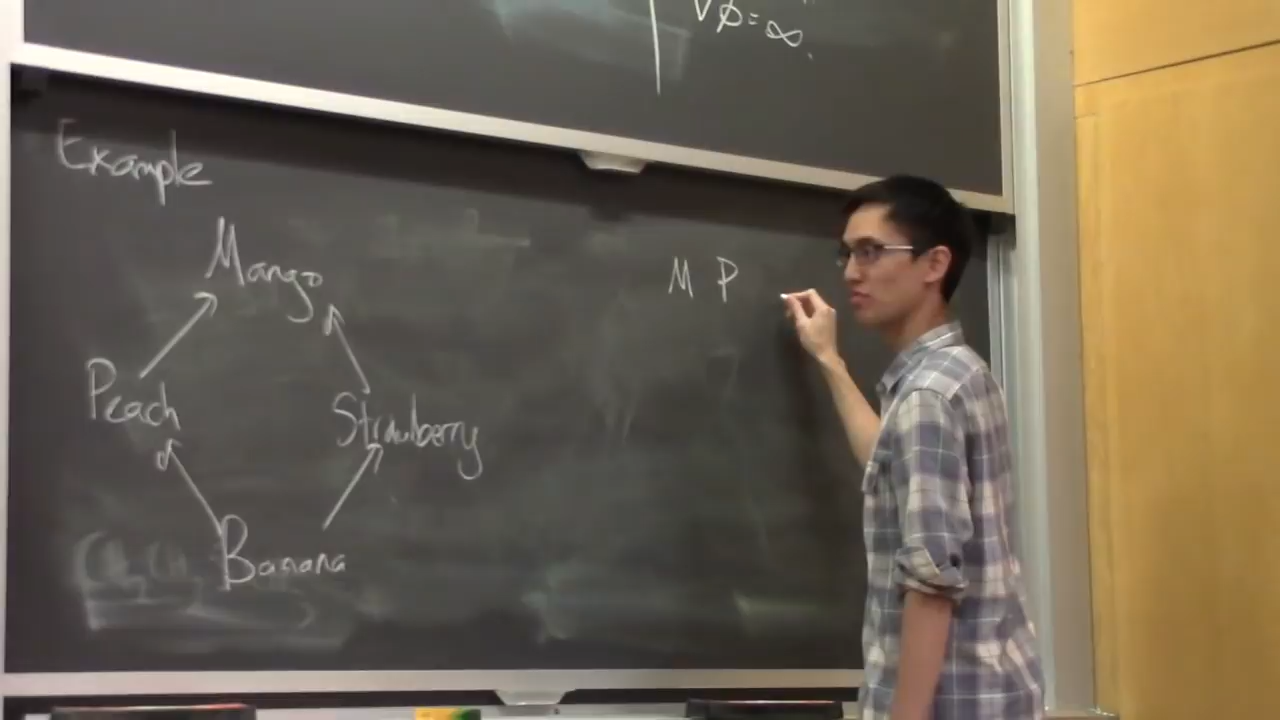 ∇φ=∞.
Example
Mango
M P
Peach
Strawberry
Banana